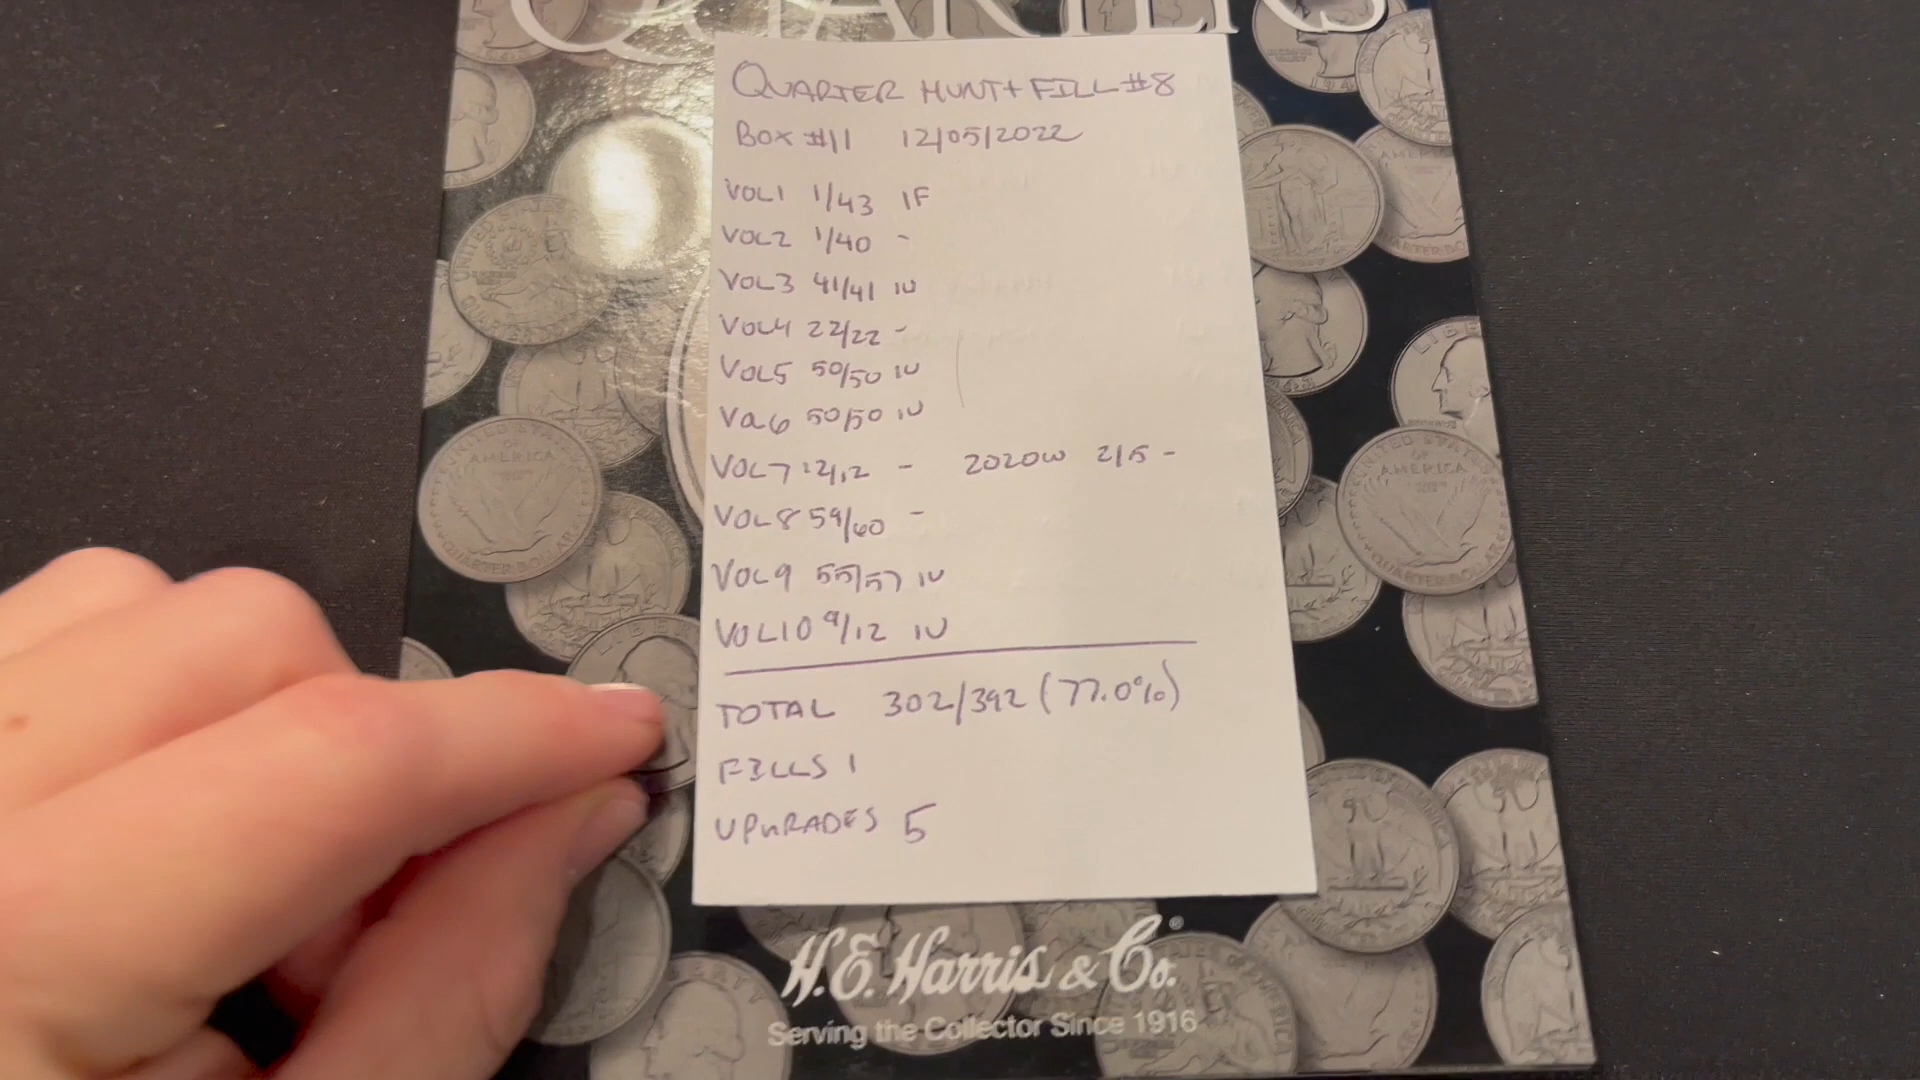 QUARTERS
QUARTER HUNT + FILL #8
BOX #11 12/05/2022
VOL1 1/43 1F
VOL2 1/40 -
VOL3 41/41 1U
VOL4 22/22 -
VOL5 50/50 1U
VOL6 50/50 1U
VOL7 12/12 - 2020W 2/5 -
VOL8 59/60 -
VOL9 55/57 1U
VOL10 9/12 1U
TOTAL 302/392 (77.0%)
FILLS 1
UPGRADES 5
H.E. Harris & Co.®
Serving the Collector Since 1916